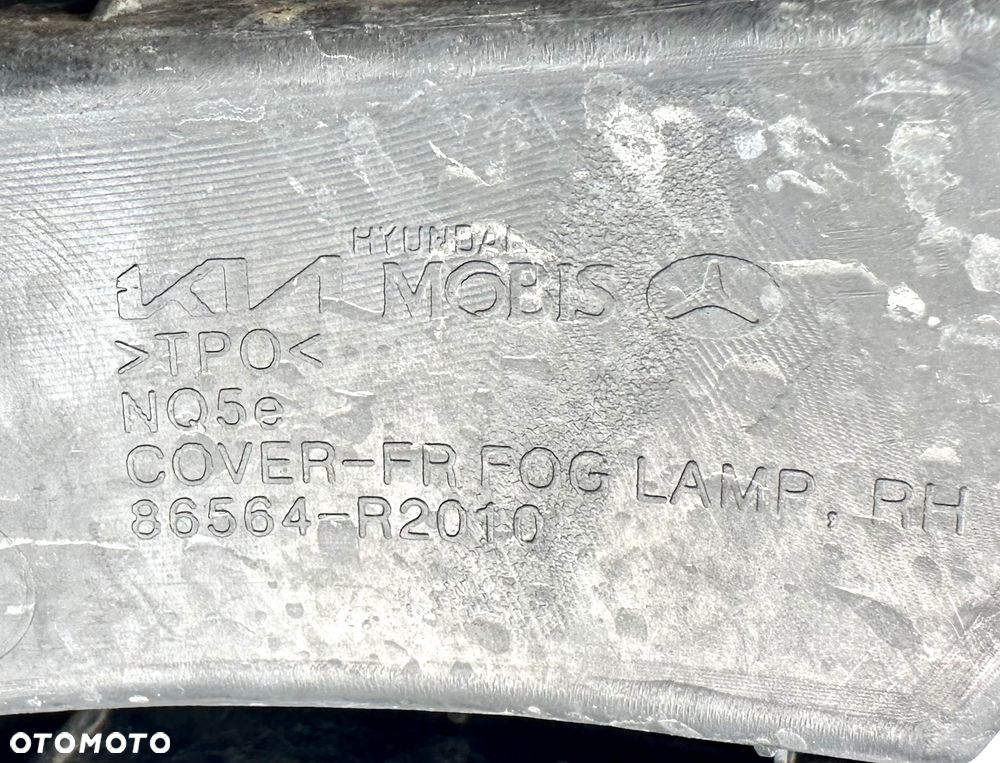 HYUNDAI
KIA MOBIS
>TPO<
NQ5e
COVER-FR FOG LAMP, RH
86564-R2010
OTOMOTO